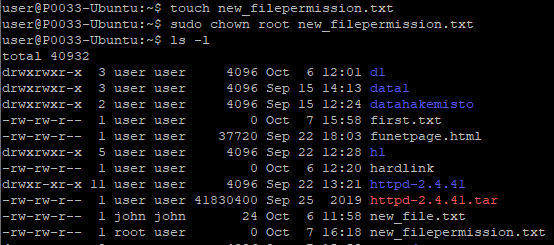 user@P0033-Ubuntu:~$ touch new_filepermission.txt
user@P0033-Ubuntu:~$ sudo chown root new_filepermission.txt
user@P0033-Ubuntu:~$ ls -l
total 40932
drwxrwxr-x  3 user user     4096 Oct  6 12:01 dl
drwxrwxr-x  3 user user     4096 Sep 15 14:13 data1
drwxrwxr-x  2 user user     4096 Sep 15 12:24 datahakemisto
-rw-rw-r--  1 user user        0 Oct  7 15:58 first.txt
-rw-rw-r--  1 user user    37720 Sep 22 18:03 funetpage.html
drwxrwxr-x  5 user user     4096 Sep 22 12:28 hl
-rw-rw-r--  1 user user        0 Oct  6 12:20 hardlink
drwxr-xr-x 11 user user     4096 Sep 22 13:21 httpd-2.4.41
-rw-rw-r--  1 user user 41830400 Sep 25  2019 httpd-2.4.41.tar
-rw-rw-r--  1 john john       24 Oct  6 11:58 new_file.txt
-rw-rw-r--  1 root user        0 Oct  7 16:18 new_filepermission.txt